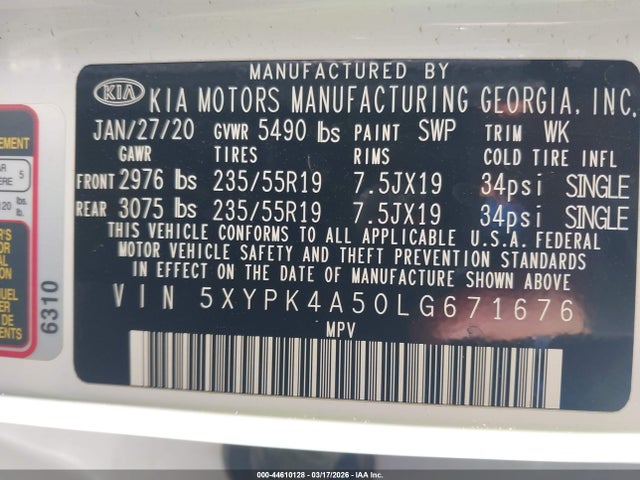 MANUFACTURED BY
KIA KIA MOTORS MANUFACTURING GEORGIA, INC.
JAN/27/20 GVWR 5490 lbs PAINT SWP TRIM WK
GAWR TIRES RIMS COLD TIRE INFL
FRONT 2976 lbs 235/55R19 7.5JX19 34psi SINGLE
REAR 3075 lbs 235/55R19 7.5JX19 34psi SINGLE
THIS VEHICLE CONFORMS TO ALL APPLICABLE U.S.A. FEDERAL
MOTOR VEHICLE SAFETY AND THEFT PREVENTION STANDARDS
IN EFFECT ON THE DATE OF MANUFACTURE SHOWN ABOVE
VIN 5XYPK4A50LG671676
MPV
6310
5
120 lbs
lb.
000-44610128 - 03/17/2026 - IAA Inc.